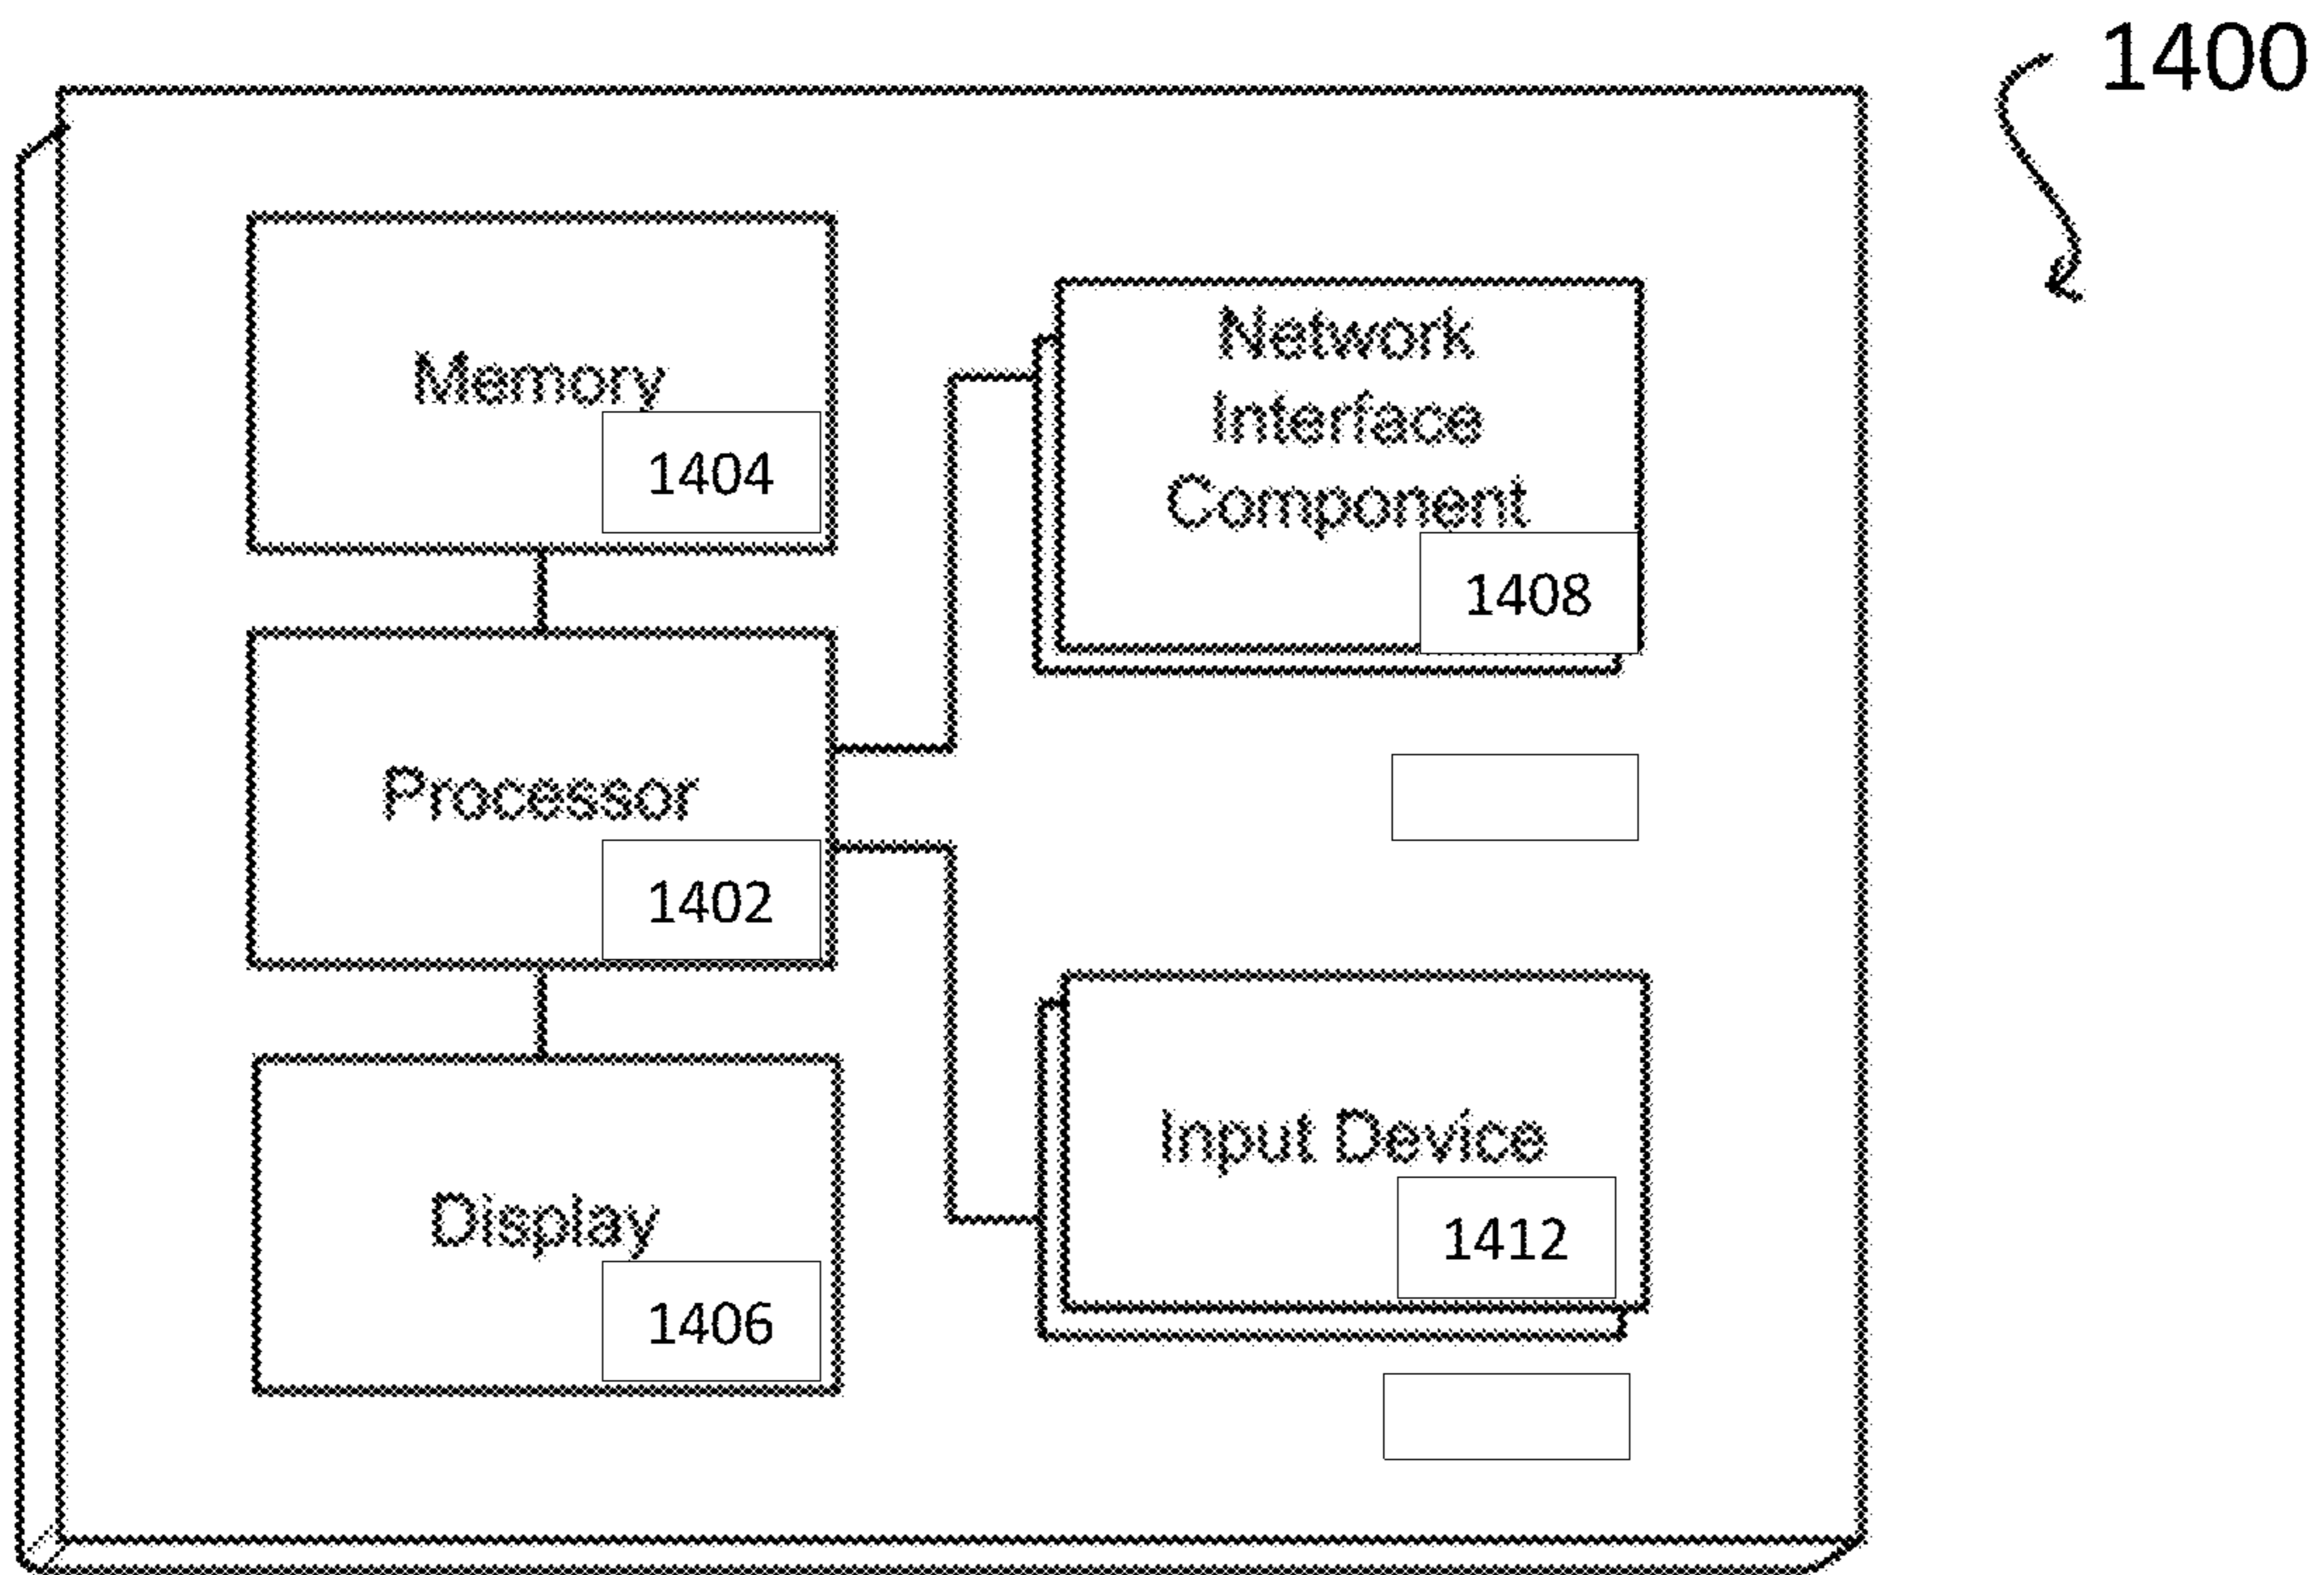 1400
Memory
1404
Network
Interface
Component
1408
Processor
1402
Input Device
1412
Display
1406